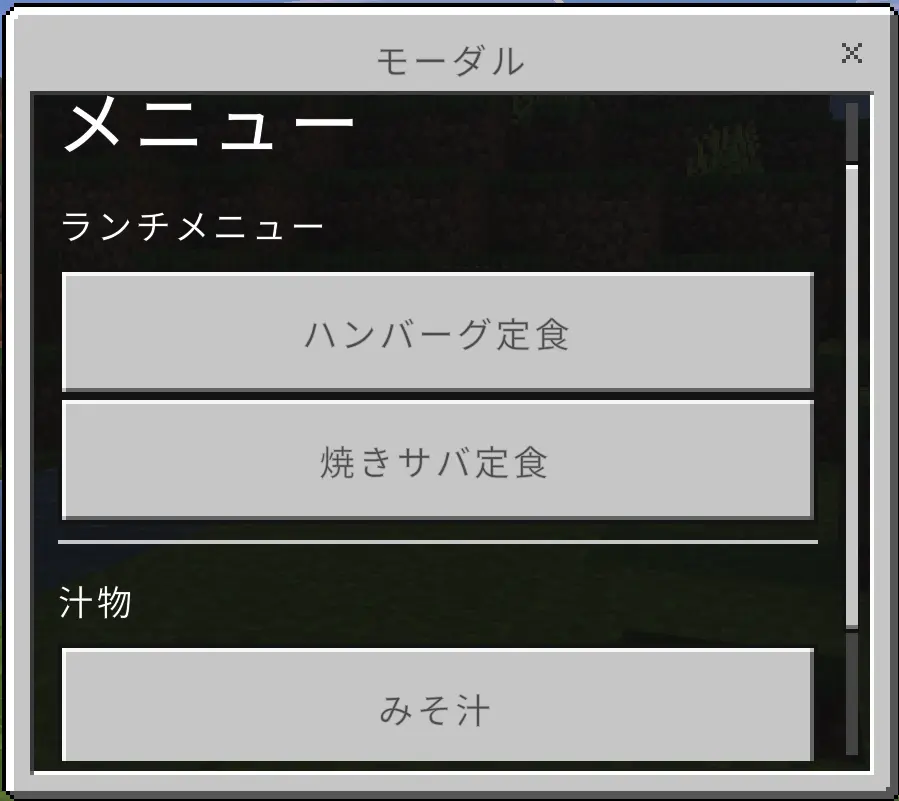 モーダル
メニュー
ランチメニュー
ハンバーグ定食
焼きサバ定食
汁物
みそ汁